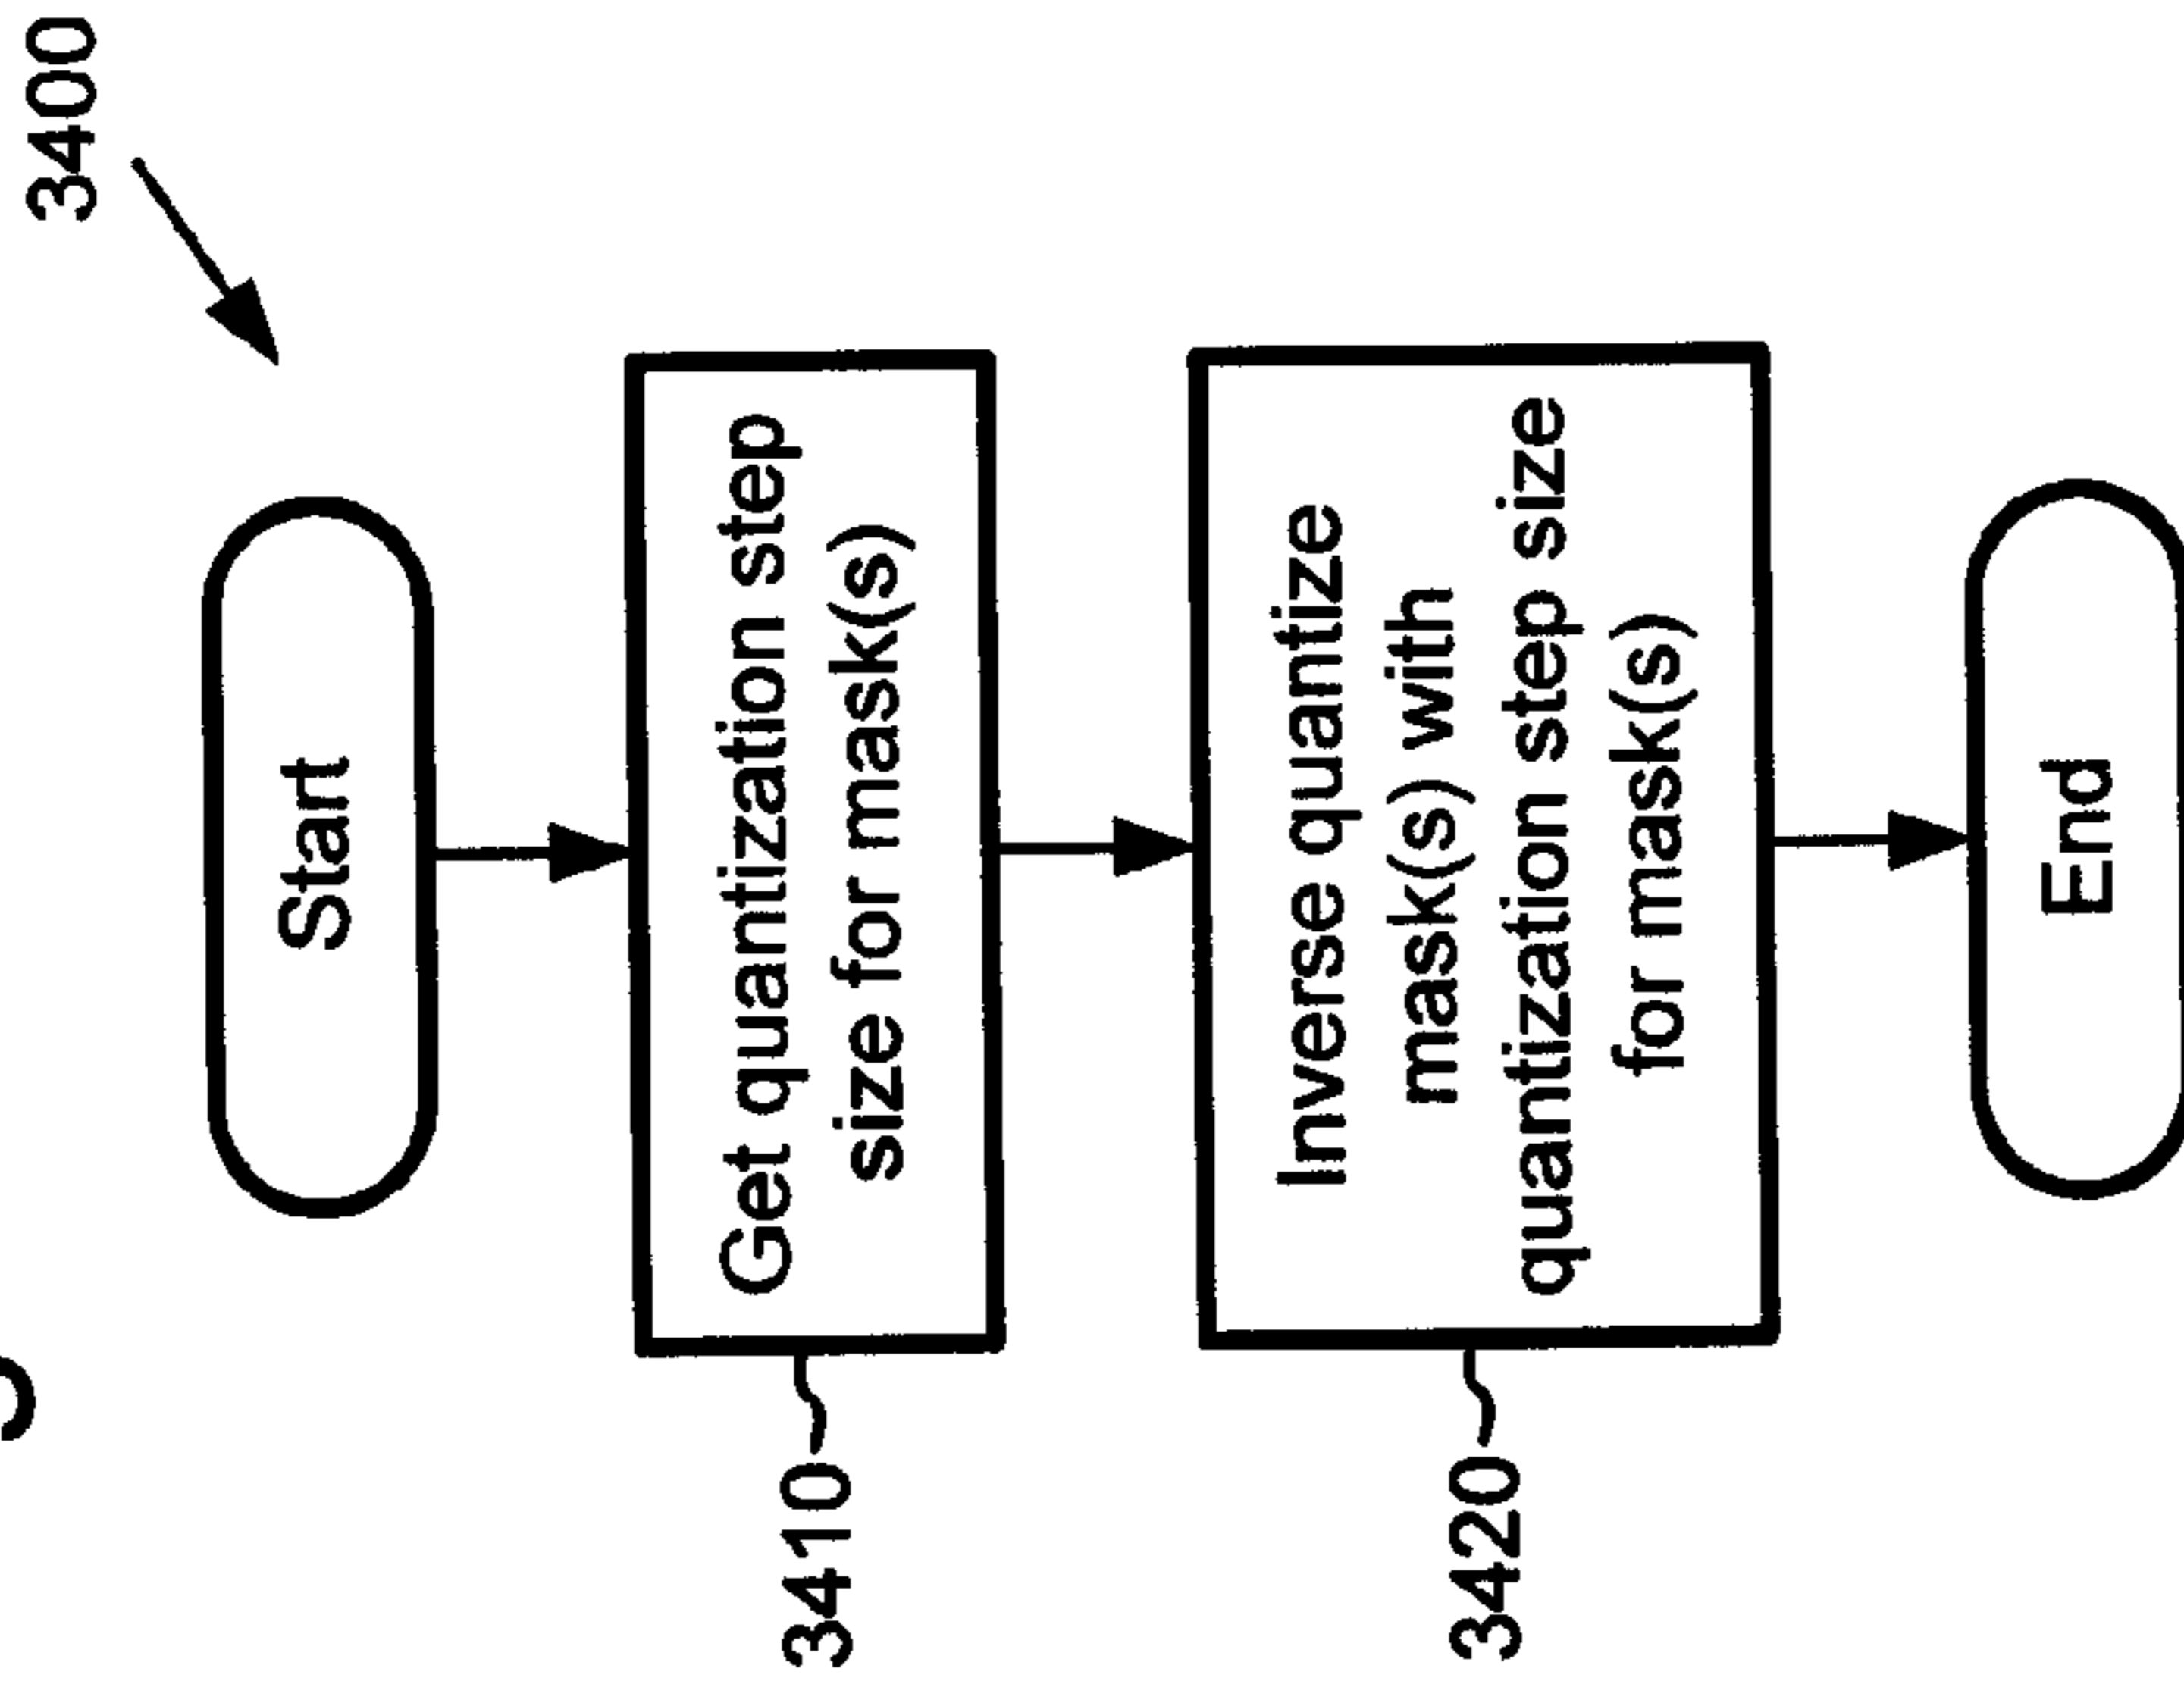 3400
Start
Get quantization step
size for mask(s)
3410
Inverse quantize
mask(s) with
quantization step size
for mask(s)
3420
End